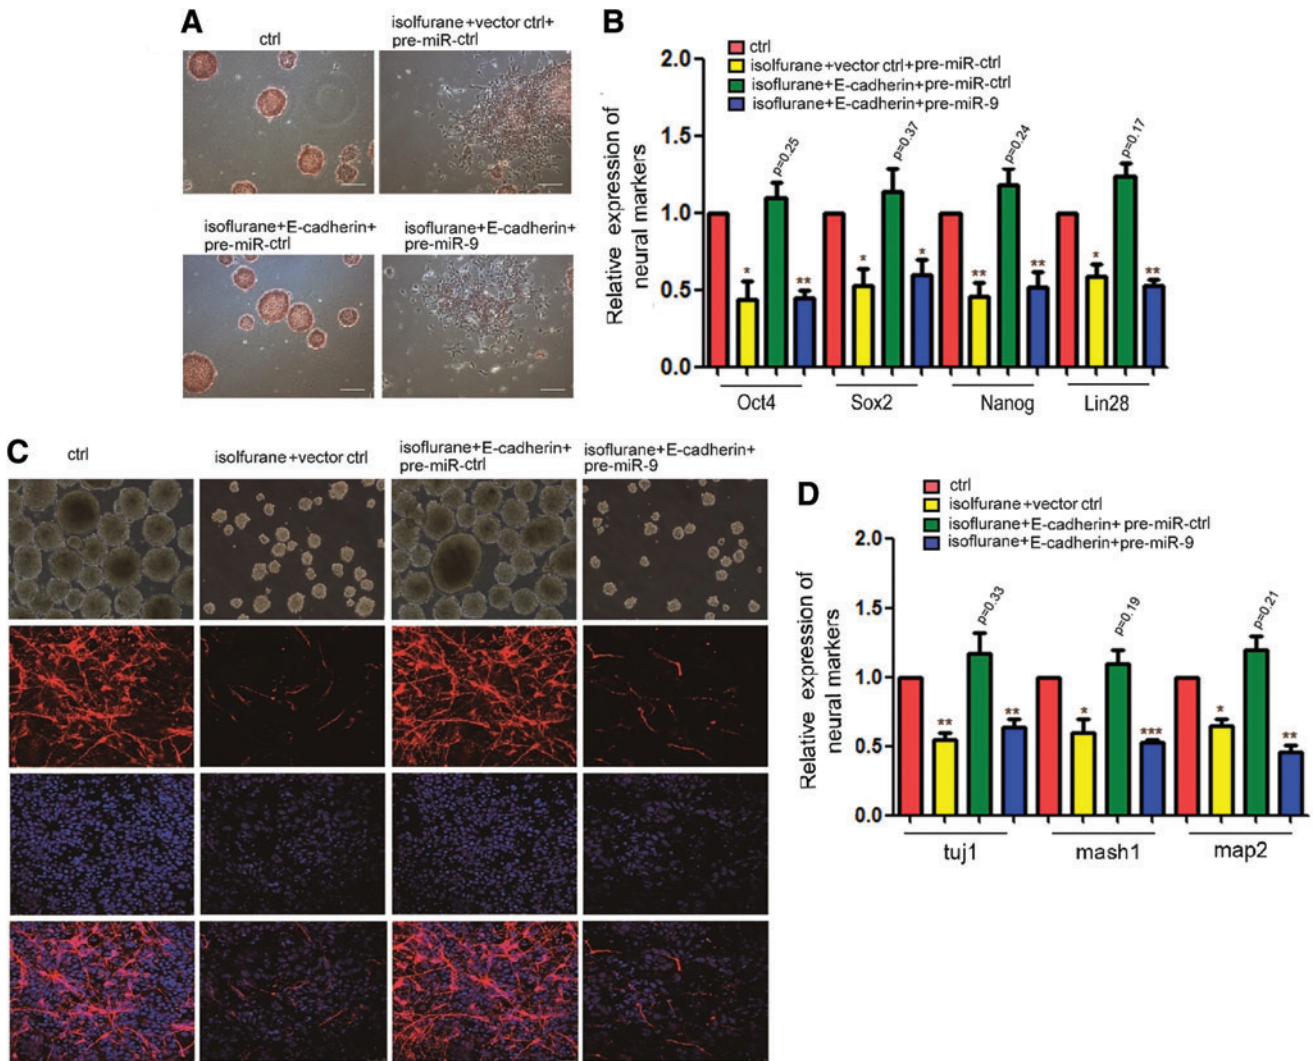 A
ctrl
isolfurane+vector ctrl+
pre-miR-ctrl
isoflurane+E-cadherin+
pre-miR-ctrl
isoflurane+E-cadherin+
pre-miR-9
B
ctrl
isolfurane+vector ctrl+pre-miR-ctrl
isoflurane+E-cadherin+pre-miR-ctrl
isoflurane+E-cadherin+pre-miR-9
Relative expression of
neural markers
2.0
1.5
1.0
0.5
0.0
* p=0.25 **
* p=0.37 *
** p=0.24 **
* p=0.17 **
Oct4 Sox2 Nanog Lin28
C
ctrl
isolfurane+vector ctrl
isoflurane+E-cadherin+
pre-miR-ctrl
isoflurane+E-cadherin+
pre-miR-9
D
ctrl
isolfurane+vector ctrl
isoflurane+E-cadherin+ pre-miR-ctrl
isoflurane+E-cadherin+pre-miR-9
Relative expression of
neural markers
2.0
1.5
1.0
0.5
0.0
** p=0.33 **
* p=0.19 ***
* p=0.21 **
tuj1 mash1 map2